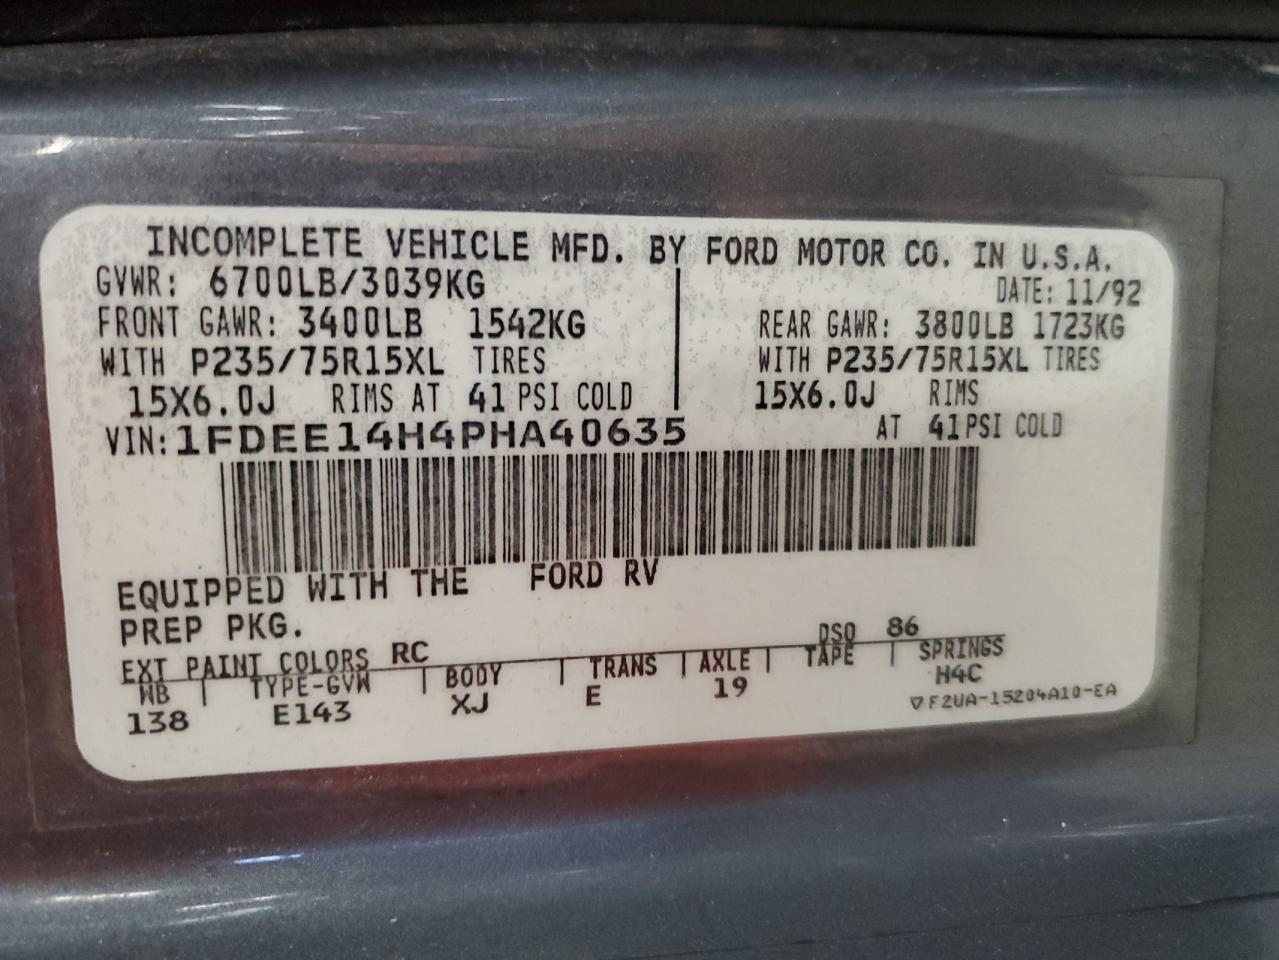 INCOMPLETE VEHICLE MFD. BY FORD MOTOR CO. IN U.S.A.
GVWR: 6700LB/3039KG DATE: 11/92
FRONT GAWR: 3400LB 1542KG REAR GAWR: 3800LB 1723KG
WITH P235/75R15XL TIRES WITH P235/75R15XL TIRES
15X6.0J RIMS AT 41 PSI COLD 15X6.0J RIMS
VIN: 1FDEE14H4PHA40635 AT 41 PSI COLD
EQUIPPED WITH THE FORD RV
PREP PKG.
EXT PAINT COLORS RC DSO 86
WB TYPE-GVW BODY TRANS AXLE TAPE SPRINGS
138 E143 XJ E 19 H4C
▽F2UA-15204A10-EA